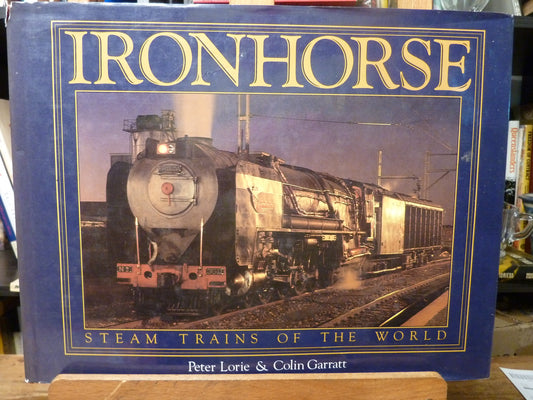 IRONHORSE
STEAM TRAINS OF THE WORLD
Peter Lorie & Colin Garratt